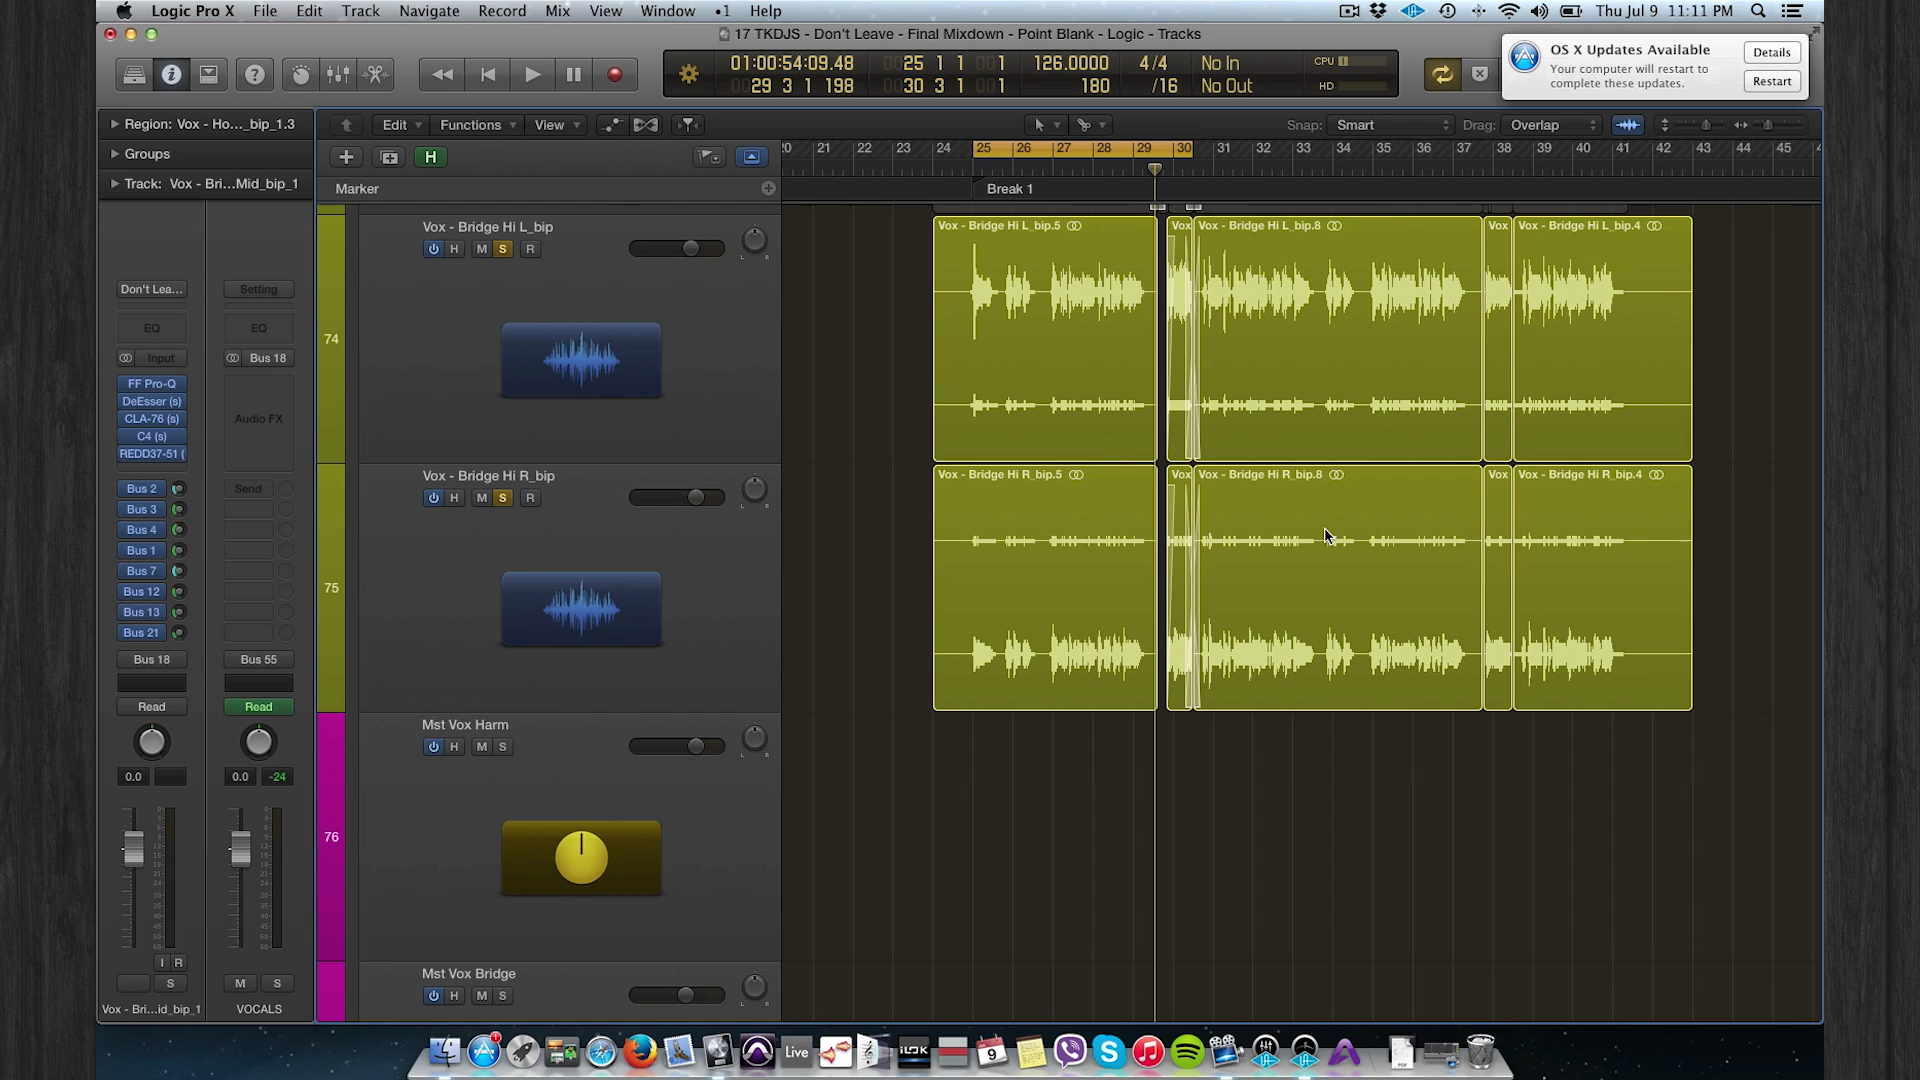 Logic Pro X File Edit Track Navigate Record Mix View Window 1 Help Thu Jul 9 11:11 PM
17 TKDJS - Don't Leave - Final Mixdown - Point Blank - Logic - Tracks
OS X Updates Available
Your computer will restart to
complete these updates.
Details
Restart
01:00:54:09.48 25 1 1 001 126.0000 4/4 No In CPU
29 3 1 198 30 3 1 001 180 /16 No Out HD
Region: Vox - Ho..._bip_1.3
Edit Functions View Snap: Smart Drag: Overlap
Groups
H
20 21 22 23 24 25 26 27 28 29 30 31 32 33 34 35 36 37 38 39 40 41 42 43 44 45
Track: Vox - Bri...Mid_bip_1
Marker
Break 1
Vox - Bridge Hi L_bip
H M S R
74
Vox - Bridge Hi L_bip.5 Vox Vox - Bridge Hi L_bip.8 Vox Vox - Bridge Hi L_bip.4
Vox - Bridge Hi R_bip
H M S R
75
Vox - Bridge Hi R_bip.5 Vox Vox - Bridge Hi R_bip.8 Vox Vox - Bridge Hi R_bip.4
Mst Vox Harm
H M S
76
Mst Vox Bridge
H M S
Don't Lea... Setting
EQ EQ
Input Bus 18
FF Pro-Q
DeEsser (s)
CLA-76 (s)
C4 (s)
REDD37-51 (
Audio FX
Bus 2 Send
Bus 3
Bus 4
Bus 1
Bus 7
Bus 12
Bus 13
Bus 21
Bus 18 Bus 55
Read Read
0.0 0.0 -24
I R
S M S
Vox - Bri...id_bip_1 VOCALS
Live
iLOK
9